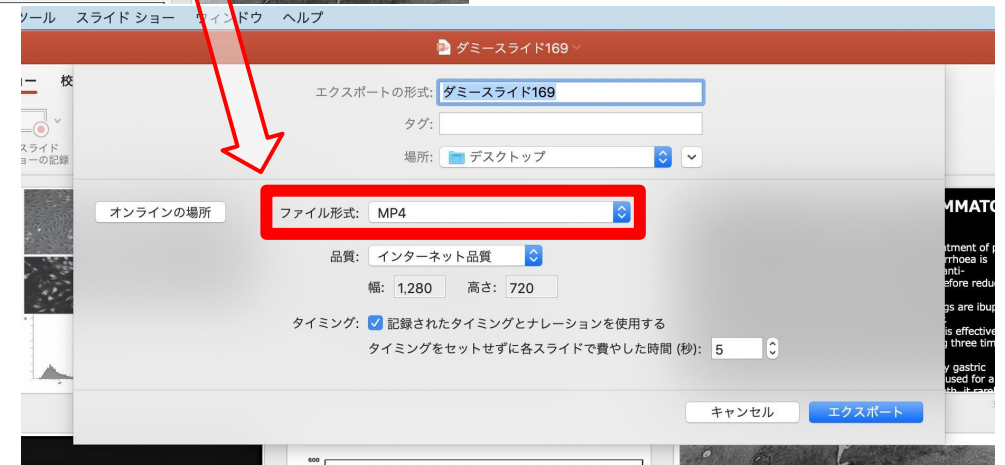 ツール スライド ショー ウィンドウ ヘルプ
ダミースライド169
校
エクスポートの形式: ダミースライド169
タグ:
スライド
ショーの記録
場所: デスクトップ
オンラインの場所
ファイル形式: MP4
品質: インターネット品質
幅: 1,280 高さ: 720
タイミング: 記録されたタイミングとナレーションを使用する
タイミングをセットせずに各スライドで費やした時間 (秒): 5
キャンセル エクスポート
MMATO
tment of p
rrhoea is
anti-
efore redu
gs are ibup
is effective
three tim
y gastric
used for a
600